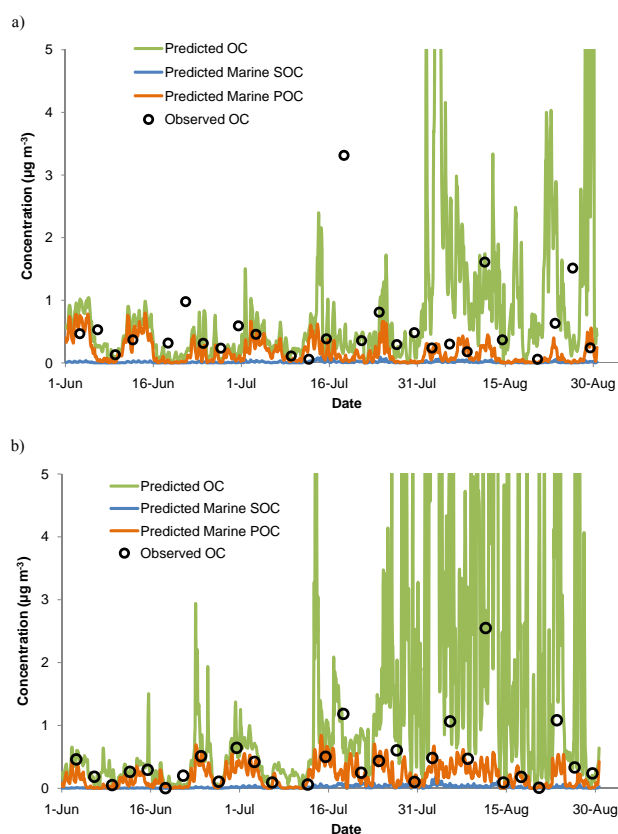 a)
5
4
3
2
1
0
Concentration (µg m-3)
Predicted OC
Predicted Marine SOC
Predicted Marine POC
Observed OC
1-Jun 16-Jun 1-Jul 16-Jul 31-Jul 15-Aug 30-Aug
Date
b)
5
4
3
2
1
0
Concentration (µg m-3)
Predicted OC
Predicted Marine SOC
Predicted Marine POC
Observed OC
1-Jun 16-Jun 1-Jul 16-Jul 31-Jul 15-Aug 30-Aug
Date